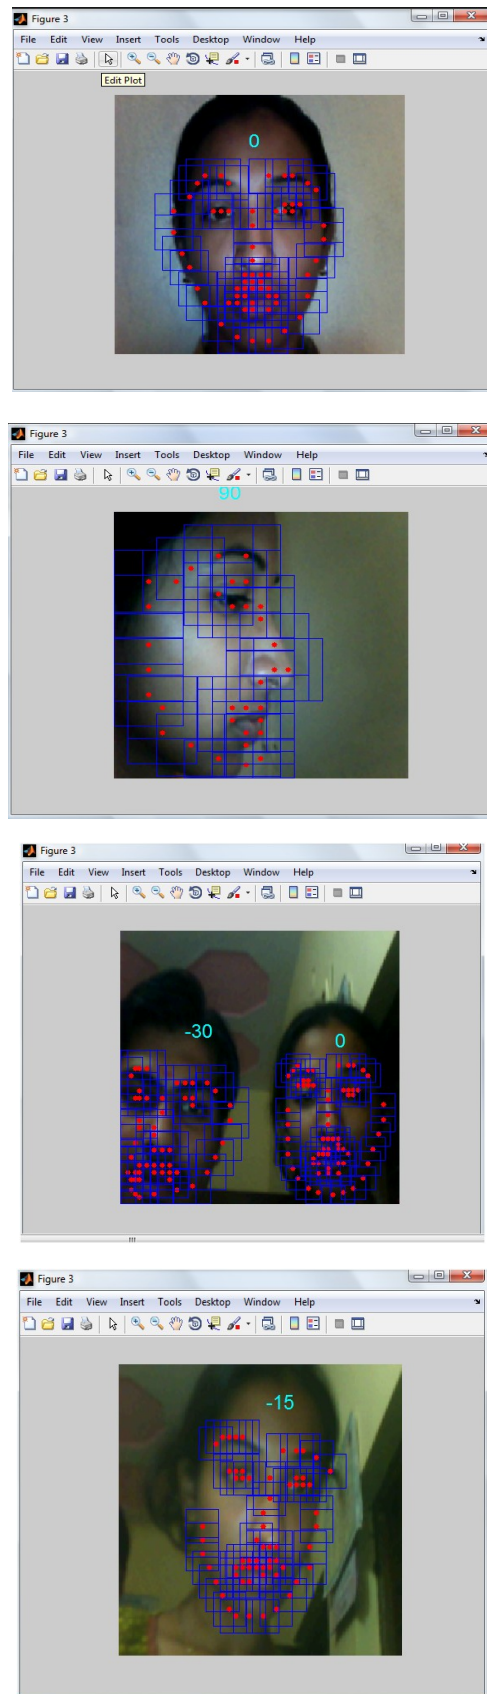 Figure 3
File Edit View Insert Tools Desktop Window Help
Edit Plot
0
Figure 3
File Edit View Insert Tools Desktop Window Help
90
Figure 3
File Edit View Insert Tools Desktop Window Help
-30
0
Figure 3
File Edit View Insert Tools Desktop Window Help
-15